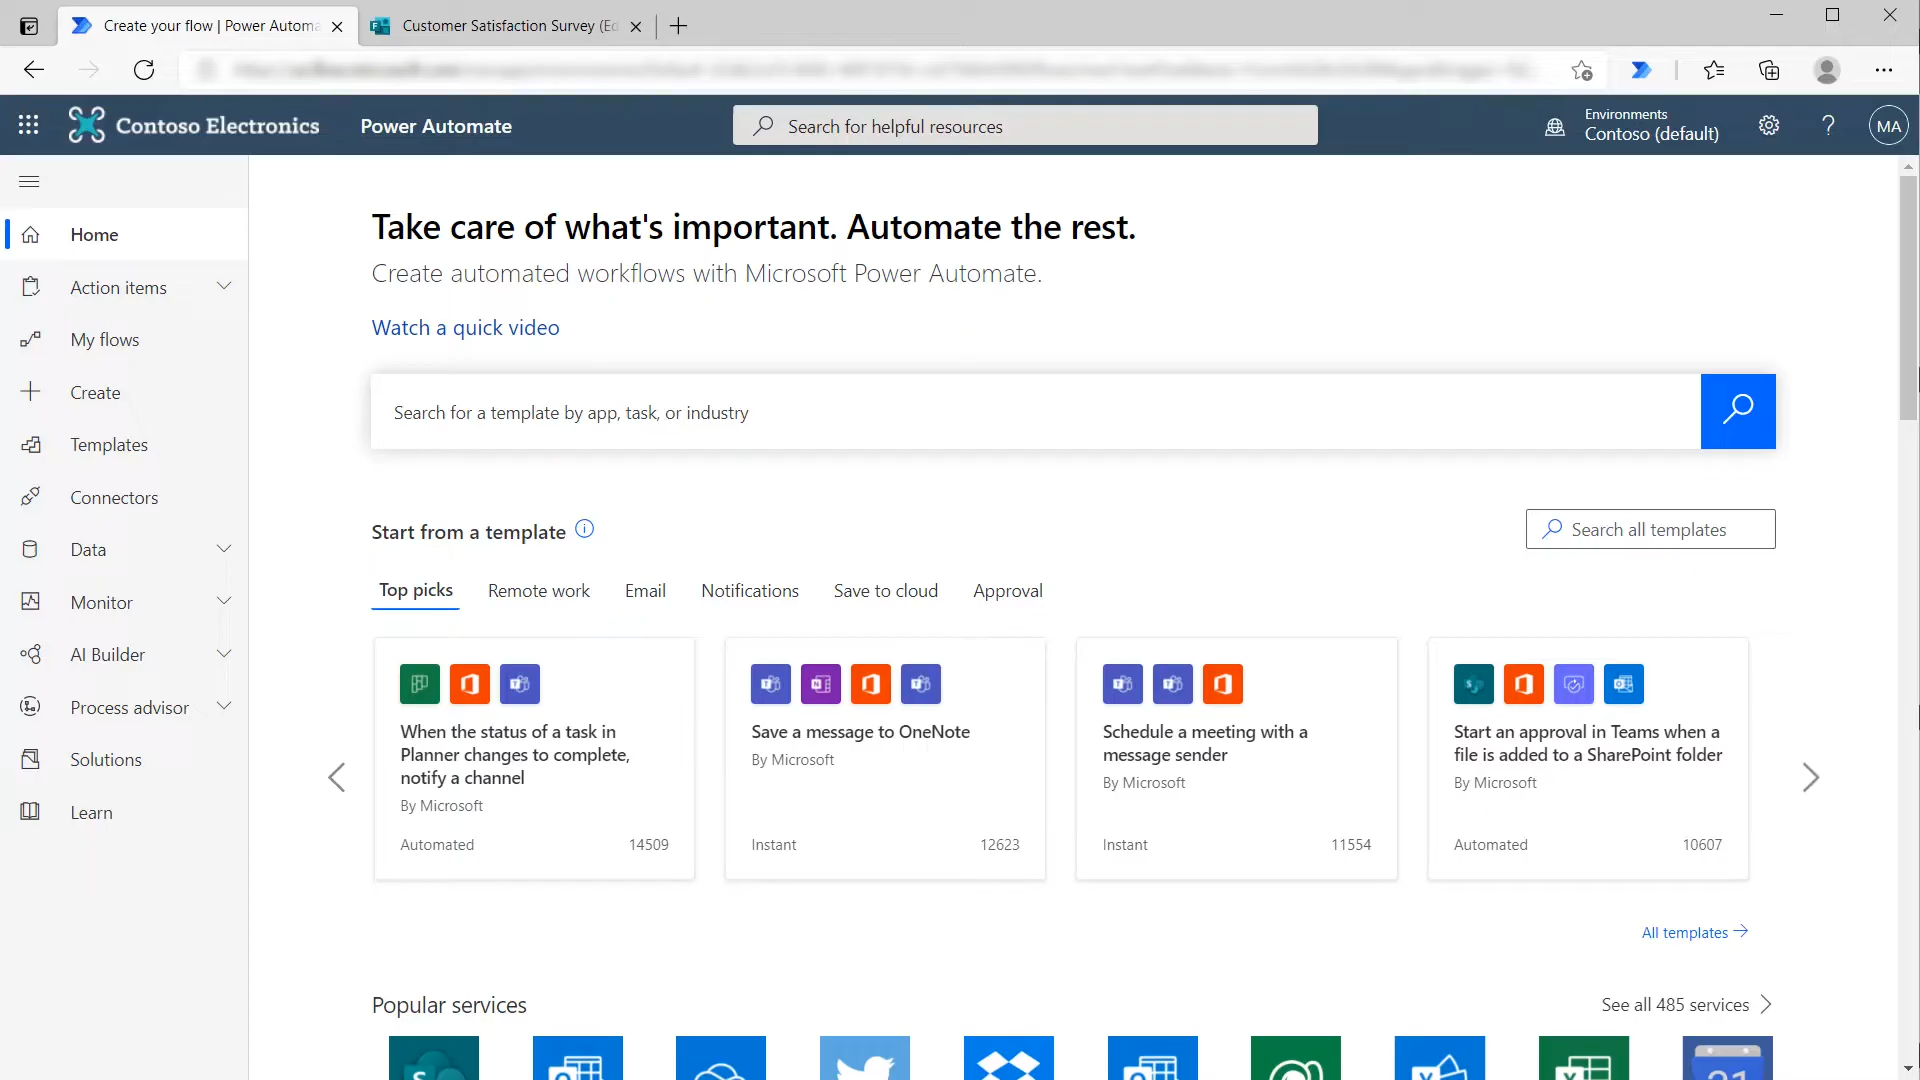 Create your flow | Power Automa
Customer Satisfaction Survey (Ed
Contoso Electronics
Power Automate
Search for helpful resources
Environments
Contoso (default)
?
MA
Home
Action items
My flows
Create
Templates
Connectors
Data
Monitor
AI Builder
Process advisor
Solutions
Learn
Take care of what's important. Automate the rest.
Create automated workflows with Microsoft Power Automate.
Watch a quick video
Search for a template by app, task, or industry
Start from a template
Search all templates
Top picks
Remote work
Email
Notifications
Save to cloud
Approval
When the status of a task in
Planner changes to complete,
notify a channel
By Microsoft
Automated
14509
Save a message to OneNote
By Microsoft
Instant
12623
Schedule a meeting with a
message sender
By Microsoft
Instant
11554
Start an approval in Teams when a
file is added to a SharePoint folder
By Microsoft
Automated
10607
All templates
Popular services
See all 485 services